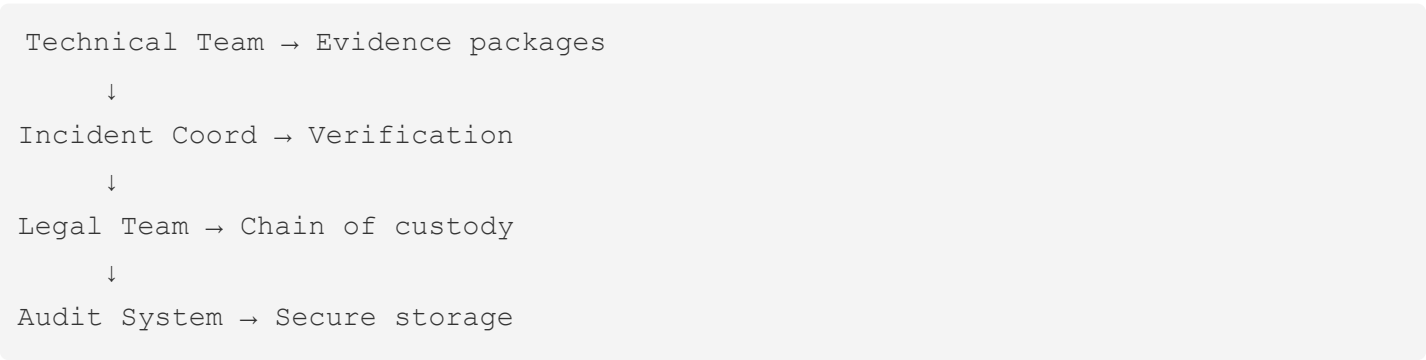 Technical Team → Evidence packages
↓
Incident Coord → Verification
↓
Legal Team → Chain of custody
↓
Audit System → Secure storage